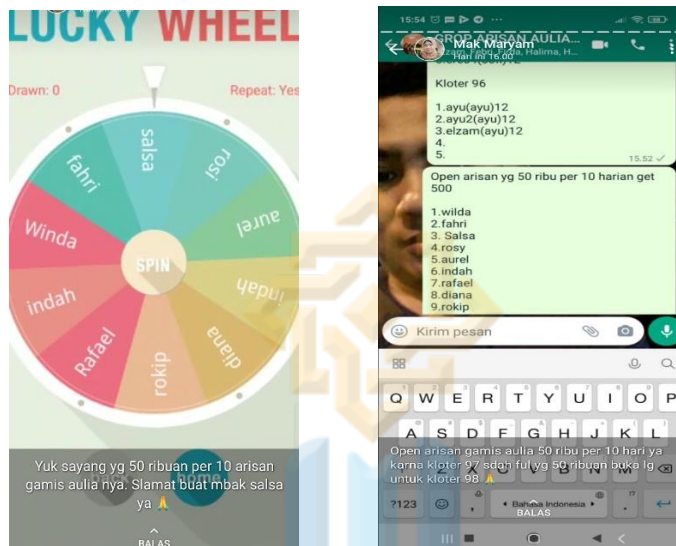 LUCKY WHEEL
Drawn: 0
Repeat: Yes
salsa
rosi
aurel
indah
diana
rokip
Rafael
indah
Winda
fahri
SPIN
back
home
Yuk sayang yg 50 ribuan per 10 arisan
gamis aulia nya. Slamat buat mbak salsa
ya 🙏
BALAS
15:54
GROP ARISAN AULIA...
Mak Maryam
Hari ini 16.00
Kloter 96
1.ayu(ayu)12
2.ayu2(ayu)12
3.elzam(ayu)12
4.
5.
15.52
Open arisan yg 50 ribu per 10 harian get
500
1.wilda
2.fahri
3. Salsa
4.rosy
5.aurel
6.indah
7.rafael
8.diana
9.rokip
Kirim pesan
Q W E R T Y U I O P
A S D F G H J K L
Z X C V B N M
Open arisan gamis aulia 50 ribu per 10 hari ya
karna kloter 97 sdah ful yg 50 ribuan buka lg
untuk kloter 98 🙏
?123 , Bahasa Indonesia .
BALAS